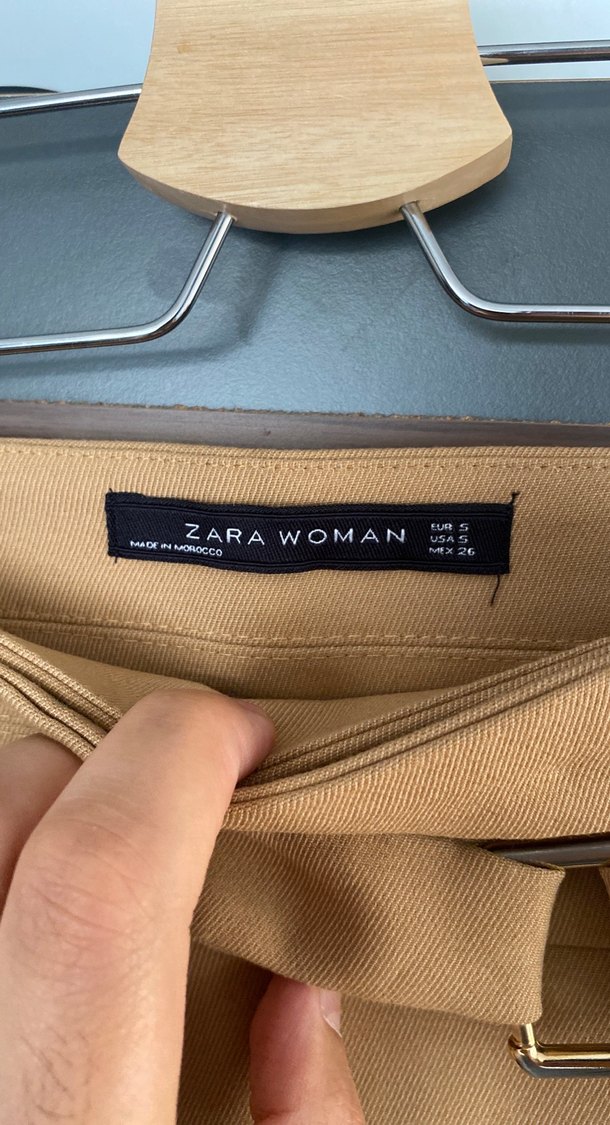 ZARA WOMAN
MADE IN MOROCCO
EUR S
USA S
MEX 26